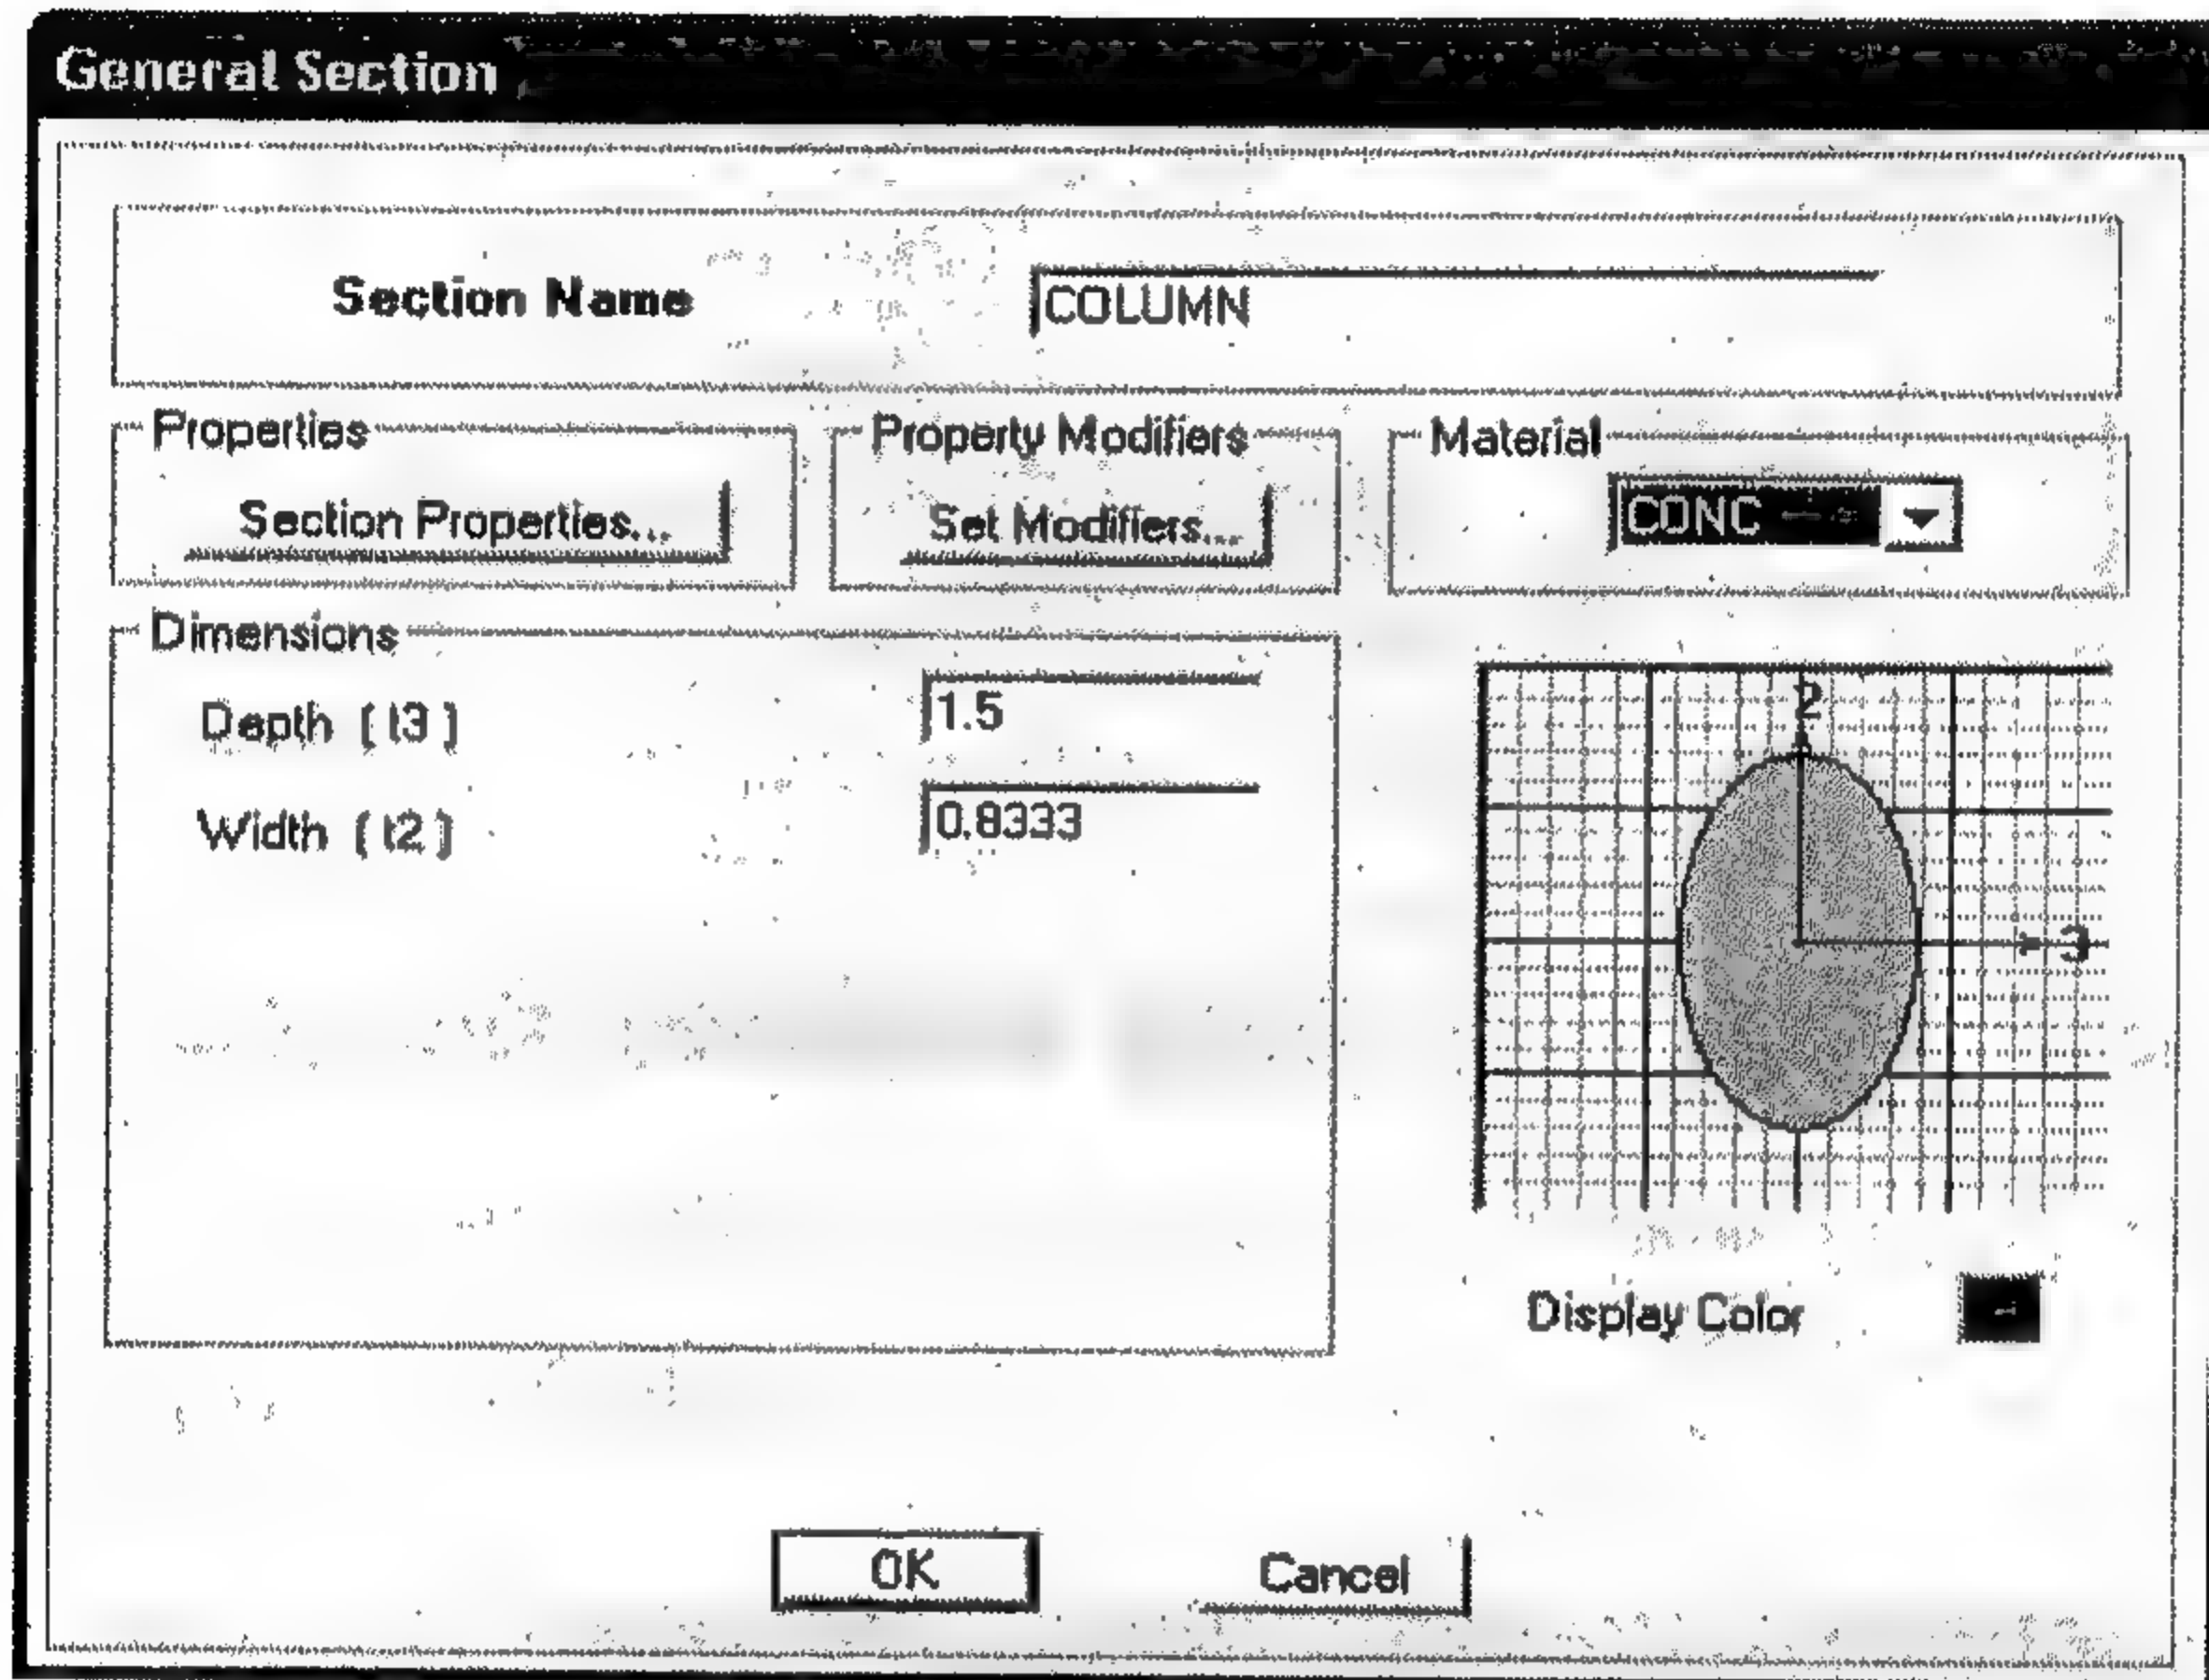 General Section
Section Name COLUMN
Properties Property Modifiers Material
Section Properties... Set Modifiers... CONC
Dimensions
Depth ( t3 ) 1.5
Width ( t2 ) 0.8333
2
3
Display Color
OK Cancel